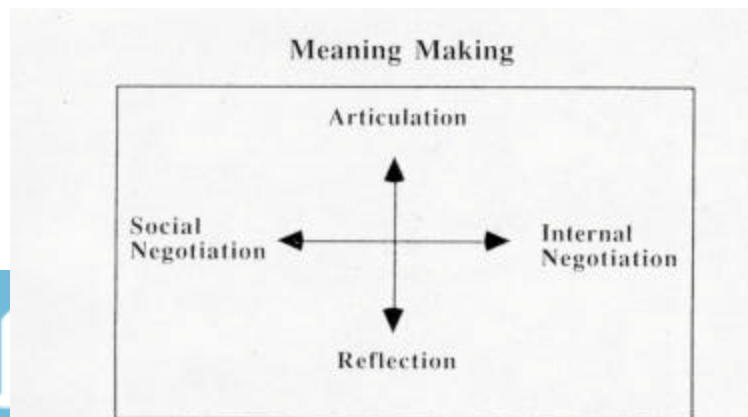 Meaning Making
Articulation
Social
Negotiation
Internal
Negotiation
Reflection